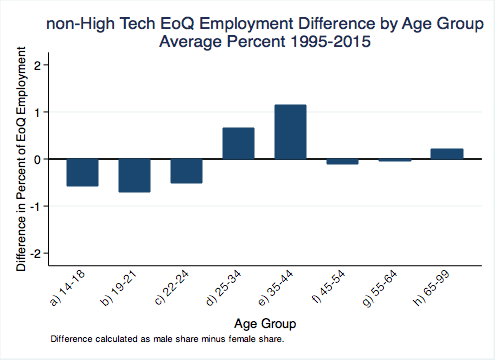 non-High Tech EoQ Employment Difference by Age Group
Average Percent 1995-2015
Difference in Percent of EoQ Employment
2
1
0
-1
-2
a) 14-18
b) 19-21
c) 22-24
d) 25-34
e) 35-44
f) 45-54
g) 55-64
h) 65-99
Age Group
Difference calculated as male share minus female share.